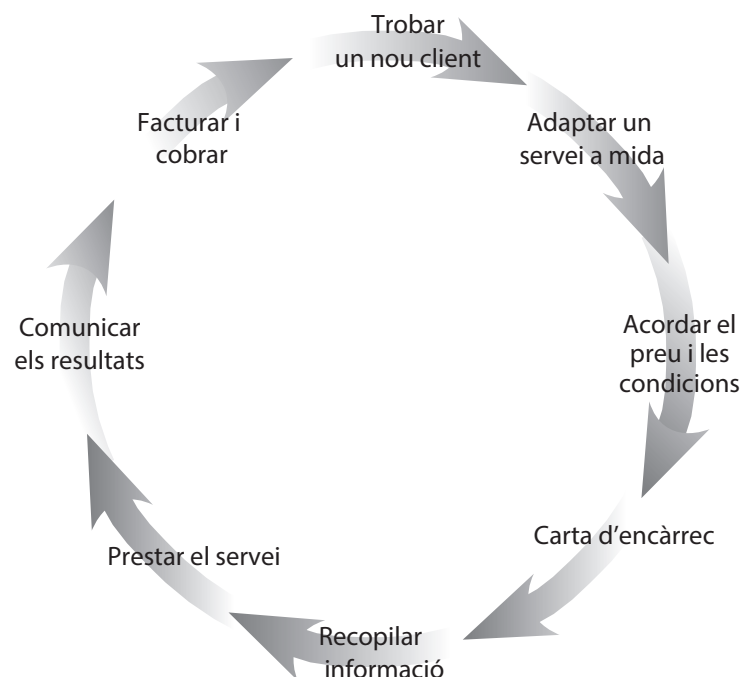 Trobar
un nou client
Adaptar un
servei a mida
Acordar el
preu i les
condicions
Carta d’encàrrec
Recopilar
informació
Prestar el servei
Comunicar
els resultats
Facturar i
cobrar